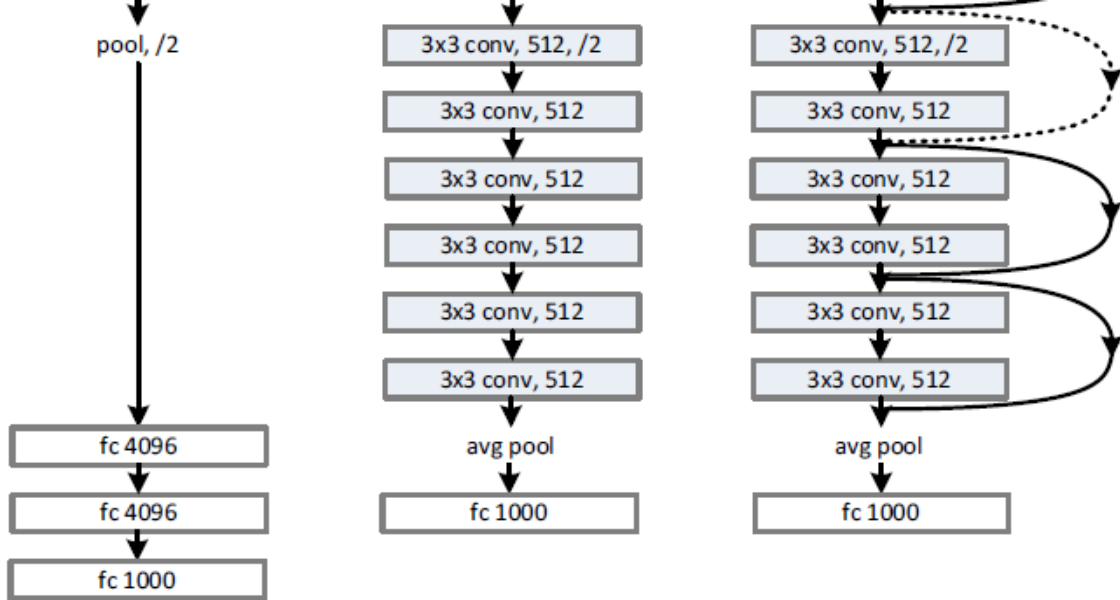 pool, /2
fc 4096
fc 4096
fc 1000
3x3 conv, 512, /2
3x3 conv, 512
3x3 conv, 512
3x3 conv, 512
3x3 conv, 512
3x3 conv, 512
avg pool
fc 1000
3x3 conv, 512, /2
3x3 conv, 512
3x3 conv, 512
3x3 conv, 512
3x3 conv, 512
3x3 conv, 512
avg pool
fc 1000